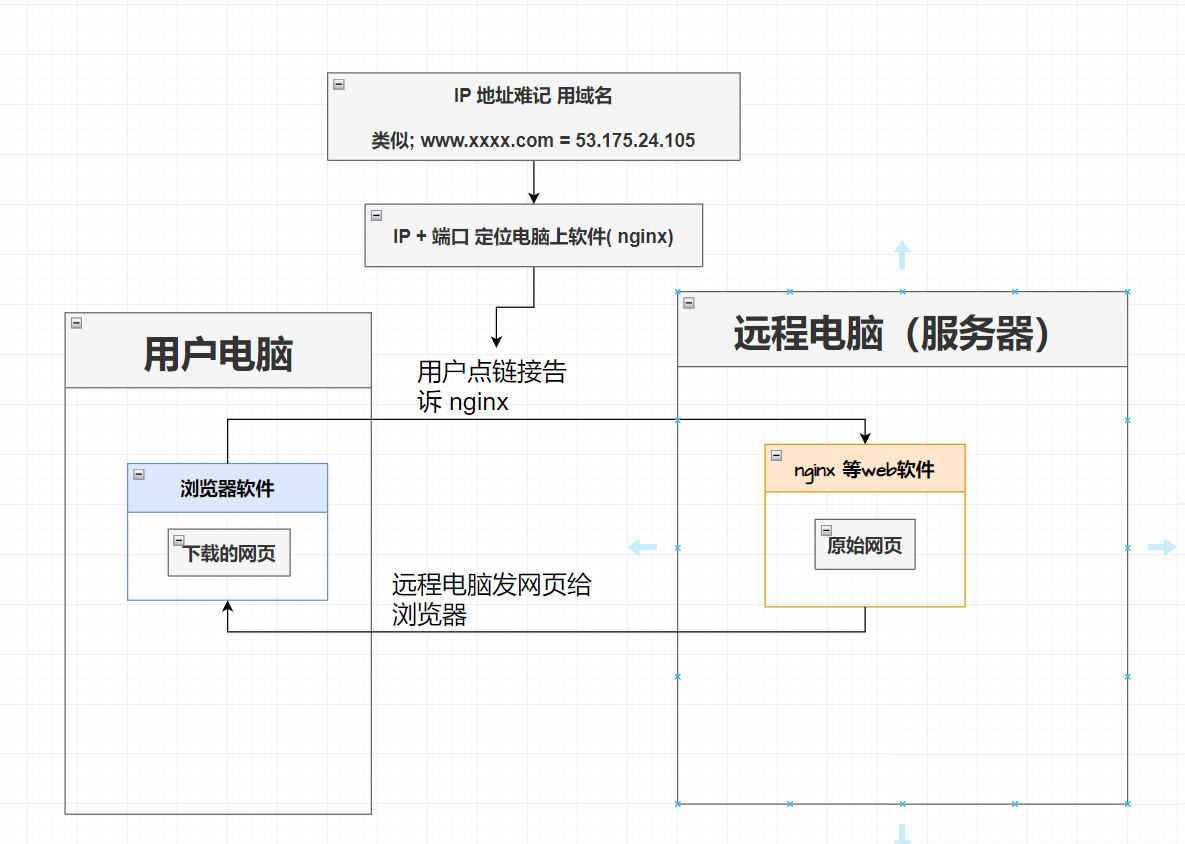 IP 地址难记 用域名
类似; www.xxxx.com = 53.175.24.105
IP + 端口 定位电脑上软件( nginx)
用户电脑
远程电脑（服务器）
用户点链接告
诉 nginx
浏览器软件
nginx 等web软件
下载的网页
原始网页
远程电脑发网页给
浏览器